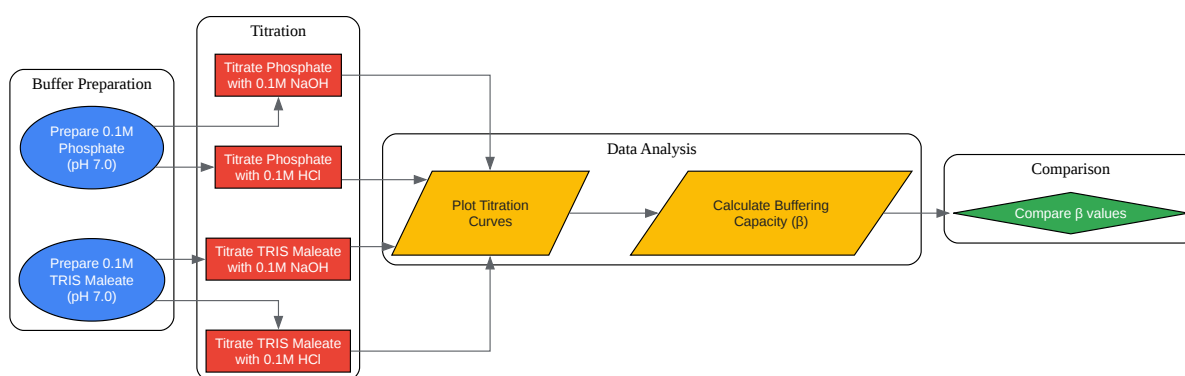 Buffer Preparation
Prepare 0.1M
Phosphate
(pH 7.0)
Prepare 0.1M
TRIS Maleate
(pH 7.0)
Titration
Titrate Phosphate
with 0.1M NaOH
Titrate Phosphate
with 0.1M HCl
Titrate TRIS Maleate
with 0.1M NaOH
Titrate TRIS Maleate
with 0.1M HCl
Data Analysis
Plot Titration
Curves
Calculate Buffering
Capacity (β)
Comparison
Compare β values